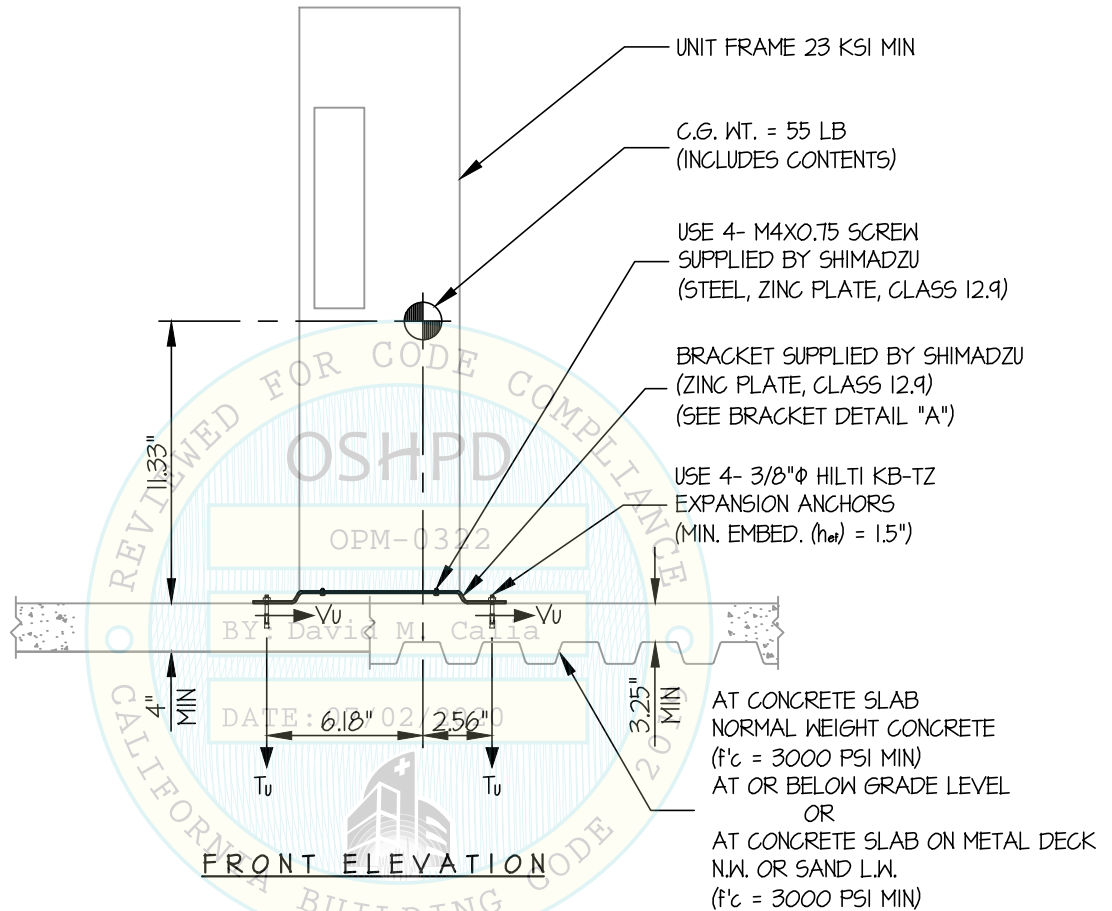 UNIT FRAME 23 KSI MIN
C.G. WT. = 55 LB
(INCLUDES CONTENTS)
USE 4- M4X0.75 SCREW
SUPPLIED BY SHIMADZU
(STEEL, ZINC PLATE, CLASS 12.9)
BRACKET SUPPLIED BY SHIMADZU
(ZINC PLATE, CLASS 12.9)
(SEE BRACKET DETAIL "A")
USE 4- 3/8"Φ HILTI KB-TZ
EXPANSION ANCHORS
(MIN. EMBED. (hef) = 1.5")
11.33"
REVIEWED FOR CODE COMPLIANCE
OSHPD
OPM-0322
BY: David M. Calia
DATE: 02/2020
CALIFORNIA BUILDING CODE 2019
Vu
Vu
4"
MIN
6.18"
2.56"
3.25"
MIN
Tu
Tu
AT CONCRETE SLAB
NORMAL WEIGHT CONCRETE
(f'c = 3000 PSI MIN)
AT OR BELOW GRADE LEVEL
OR
AT CONCRETE SLAB ON METAL DECK
N.W. OR SAND L.W.
(f'c = 3000 PSI MIN)
FRONT ELEVATION